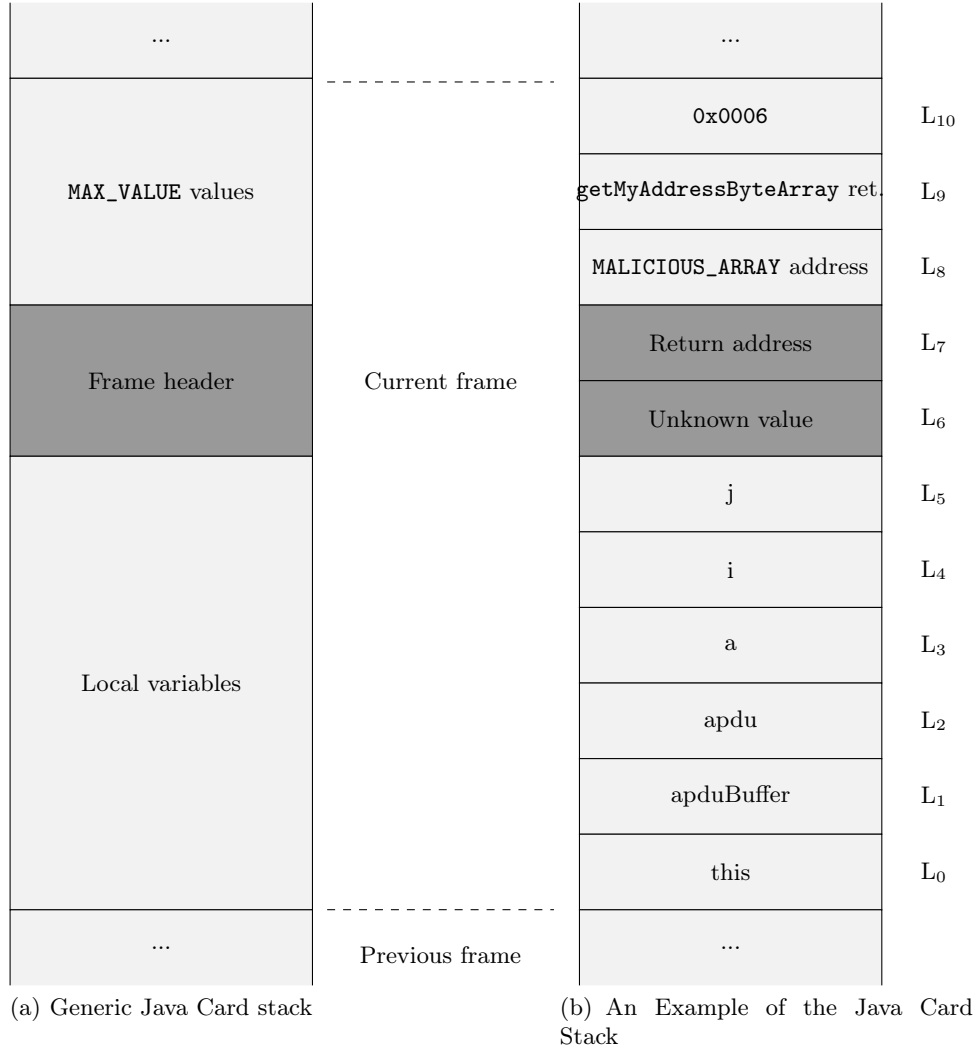 ...
MAX_VALUE values
Frame header
Local variables
...
Current frame
Previous frame
...
0x0006
getMyAddressByteArray ret.
MALICIOUS_ARRAY address
Return address
Unknown value
j
i
a
apdu
apduBuffer
this
...
L₁₀
L₉
L₈
L₇
L₆
L₅
L₄
L₃
L₂
L₁
L₀
(a) Generic Java Card stack
(b) An Example of the Java Card
Stack